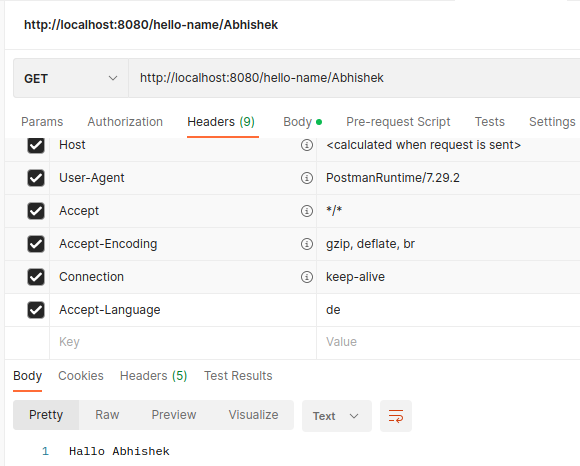 http://localhost:8080/hello-name/Abhishek
GET http://localhost:8080/hello-name/Abhishek
Params Authorization Headers (9) Body Pre-request Script Tests Settings
Host <calculated when request is sent>
User-Agent PostmanRuntime/7.29.2
Accept */*
Accept-Encoding gzip, deflate, br
Connection keep-alive
Accept-Language de
Key Value
Body Cookies Headers (5) Test Results
Pretty Raw Preview Visualize Text
1 Hallo Abhishek